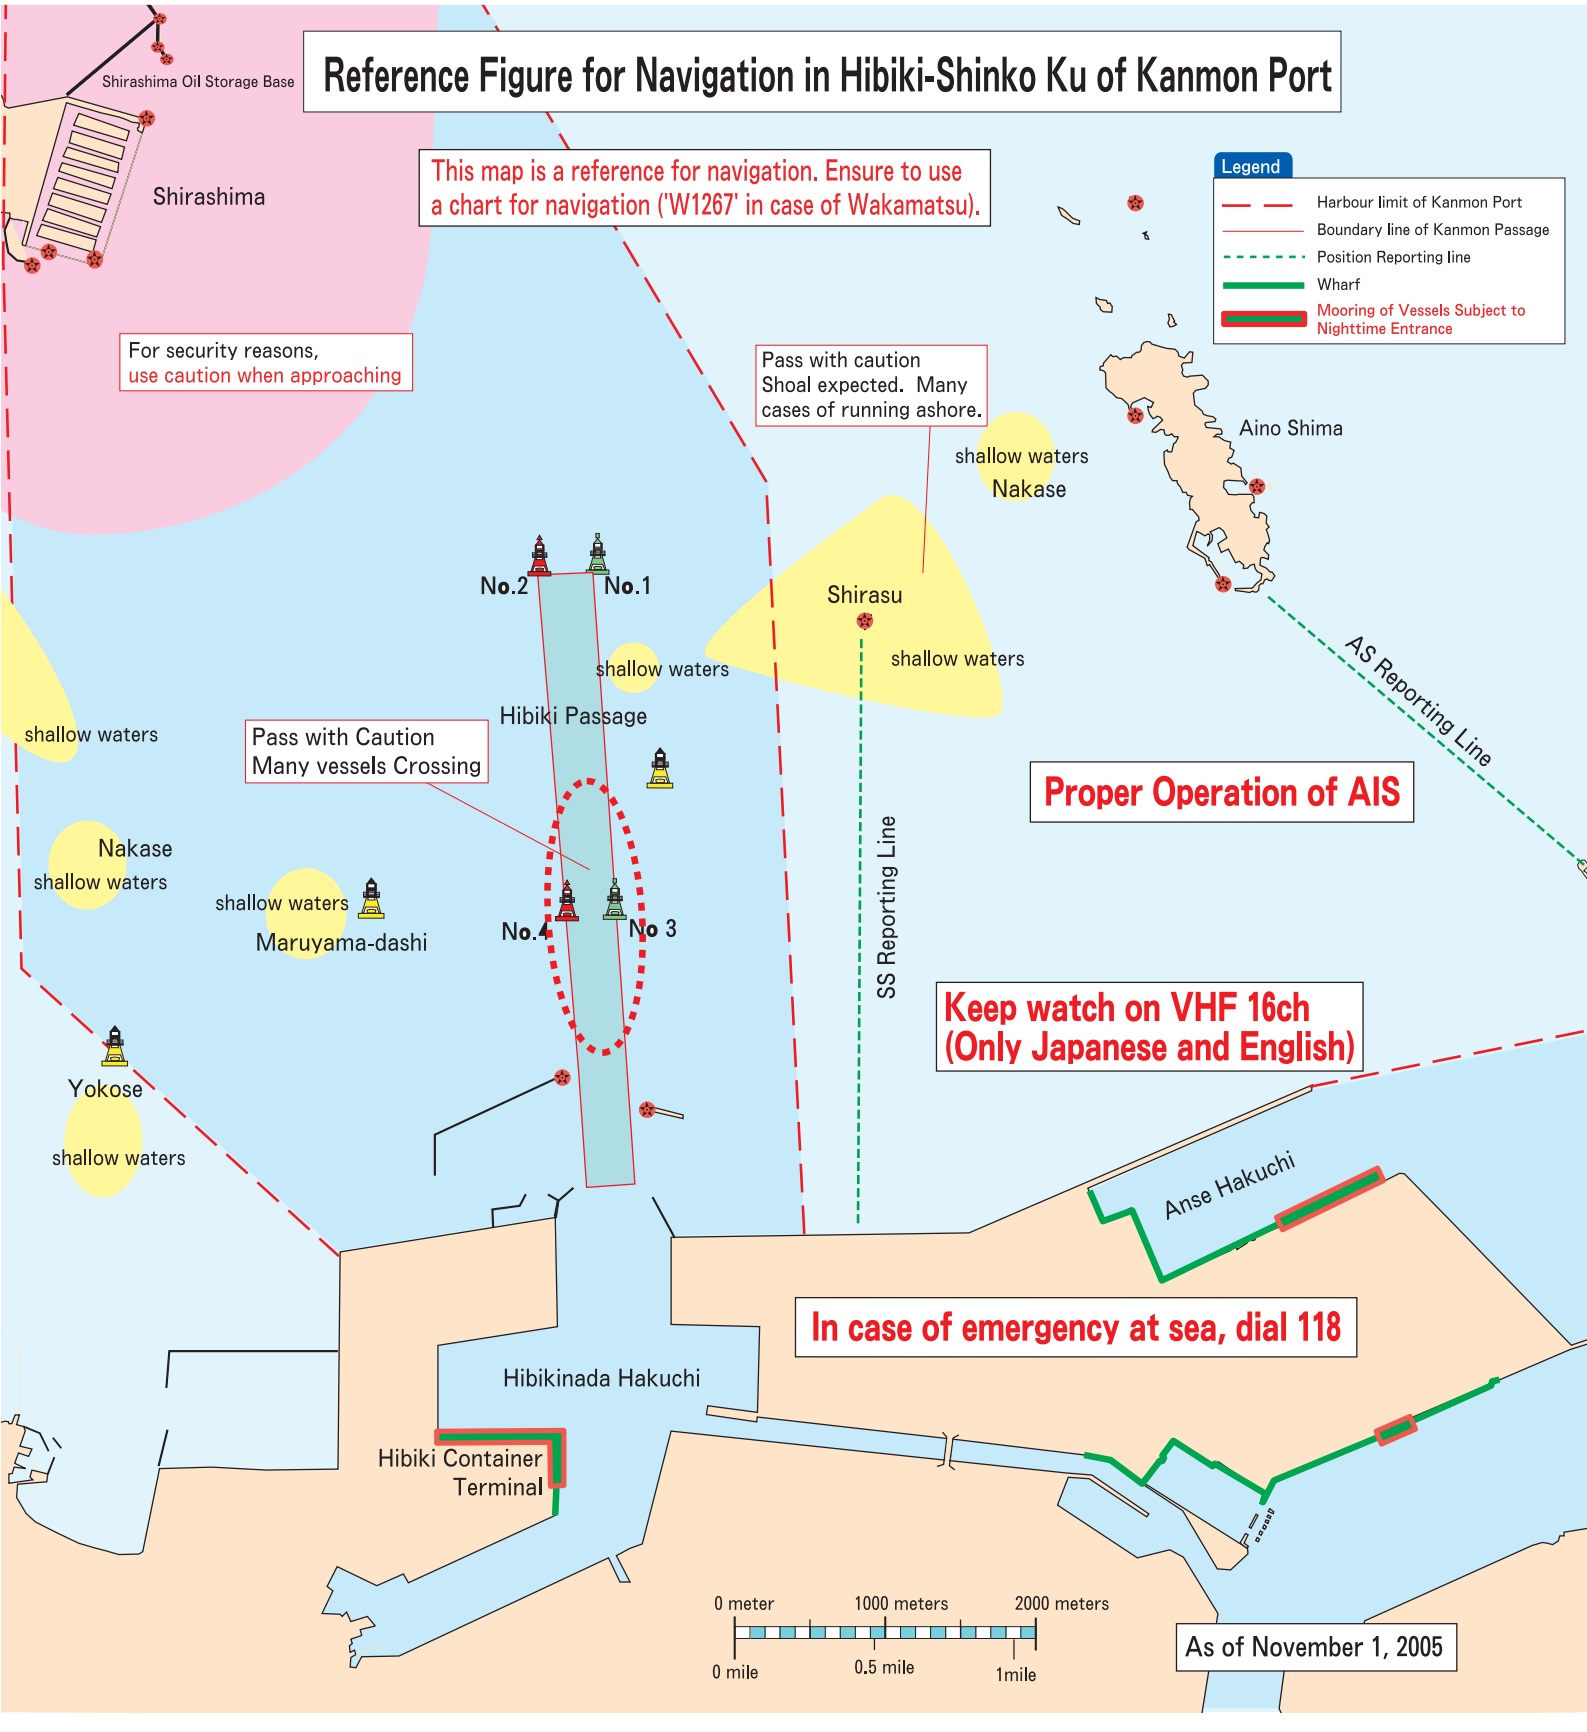 Shirashima Oil Storage Base
Reference Figure for Navigation in Hibiki-Shinko Ku of Kanmon Port
This map is a reference for navigation. Ensure to use
a chart for navigation ('W1267' in case of Wakamatsu).
Legend
Harbour limit of Kanmon Port
Boundary line of Kanmon Passage
Position Reporting line
Wharf
Mooring of Vessels Subject to
Nighttime Entrance
Shirashima
For security reasons,
use caution when approaching
Pass with caution
Shoal expected. Many
cases of running ashore.
Aino Shima
shallow waters
Nakase
No.2
No.1
Shirasu
shallow waters
shallow waters
AS Reporting Line
Hibiki Passage
shallow waters
Pass with Caution
Many vessels Crossing
Proper Operation of AIS
Nakase
shallow waters
shallow waters
Maruyama-dashi
No.4
No 3
SS Reporting Line
Keep watch on VHF 16ch
(Only Japanese and English)
Yokose
shallow waters
Anse Hakuchi
In case of emergency at sea, dial 118
Hibikinada Hakuchi
Hibiki Container
Terminal
0 meter
1000 meters
2000 meters
0 mile
0.5 mile
1mile
As of November 1, 2005